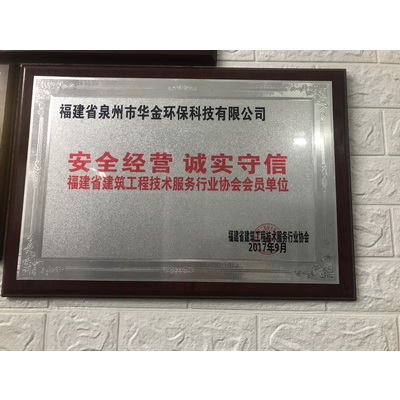 福建省泉州市华金环保科技有限公司
安全经营 诚实守信
福建省建筑工程技术服务行业协会会员单位
福建省建筑工程技术服务行业协会
2017年9月